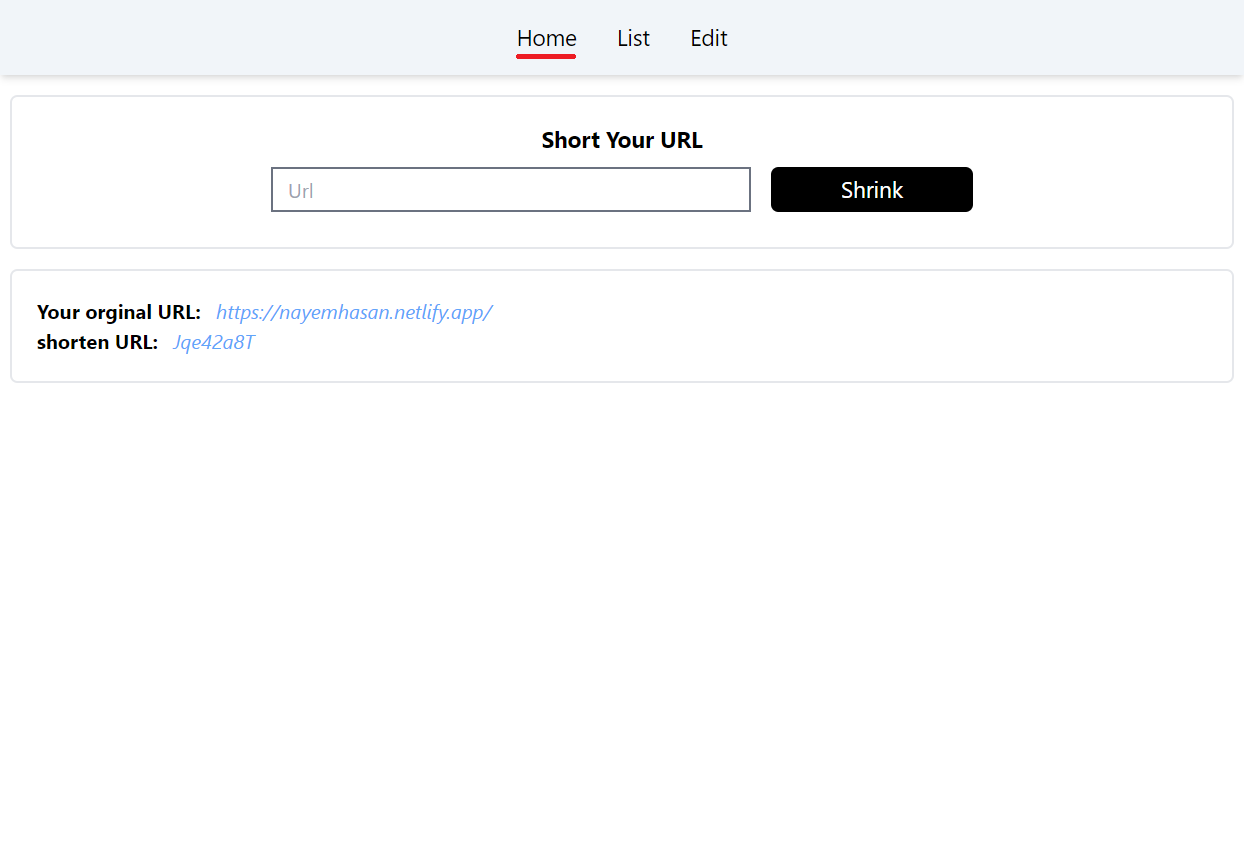 Home List Edit
Short Your URL
Url Shrink
Your orginal URL: https://nayemhasan.netlify.app/
shorten URL: Jqe42a8T